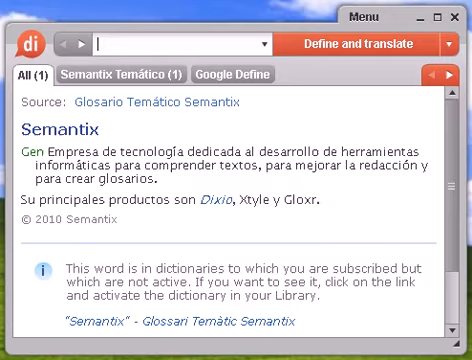 Menu
di
Define and translate
All (1)
Semantix Temático (1)
Google Define
Source: Glosario Temático Semantix
Semantix
Gen Empresa de tecnología dedicada al desarrollo de herramientas
informáticas para comprender textos, para mejorar la redacción y
para crear glosarios.
Su principales productos son Dixio, Xtyle y Gloxr.
© 2010 Semantix
i
This word is in dictionaries to which you are subscribed but
which are not active. If you want to see it, click on the link
and activate the dictionary in your Library.
"Semantix" - Glossari Temàtic Semantix